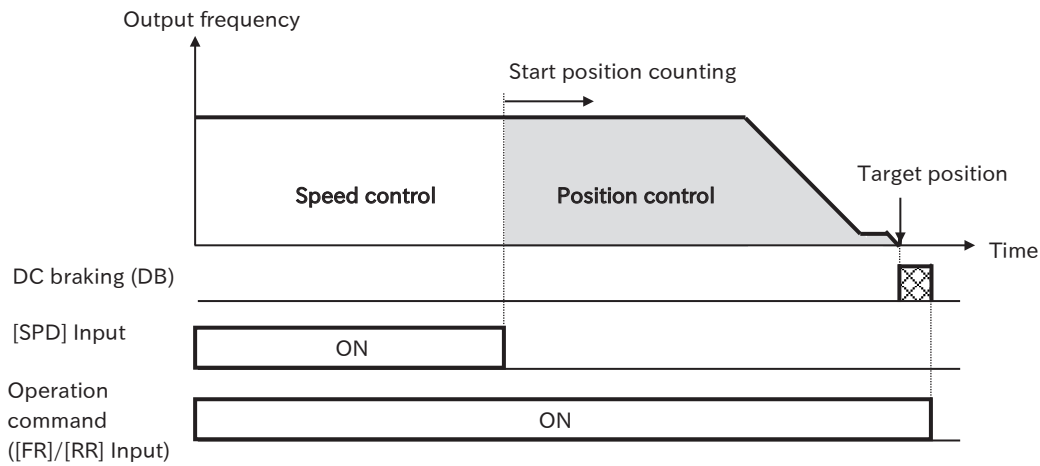 Output frequency
Start position counting
Speed control
Position control
Target position
Time
DC braking (DB)
[SPD] Input
ON
Operation
command
([FR]/[RR] Input)
ON